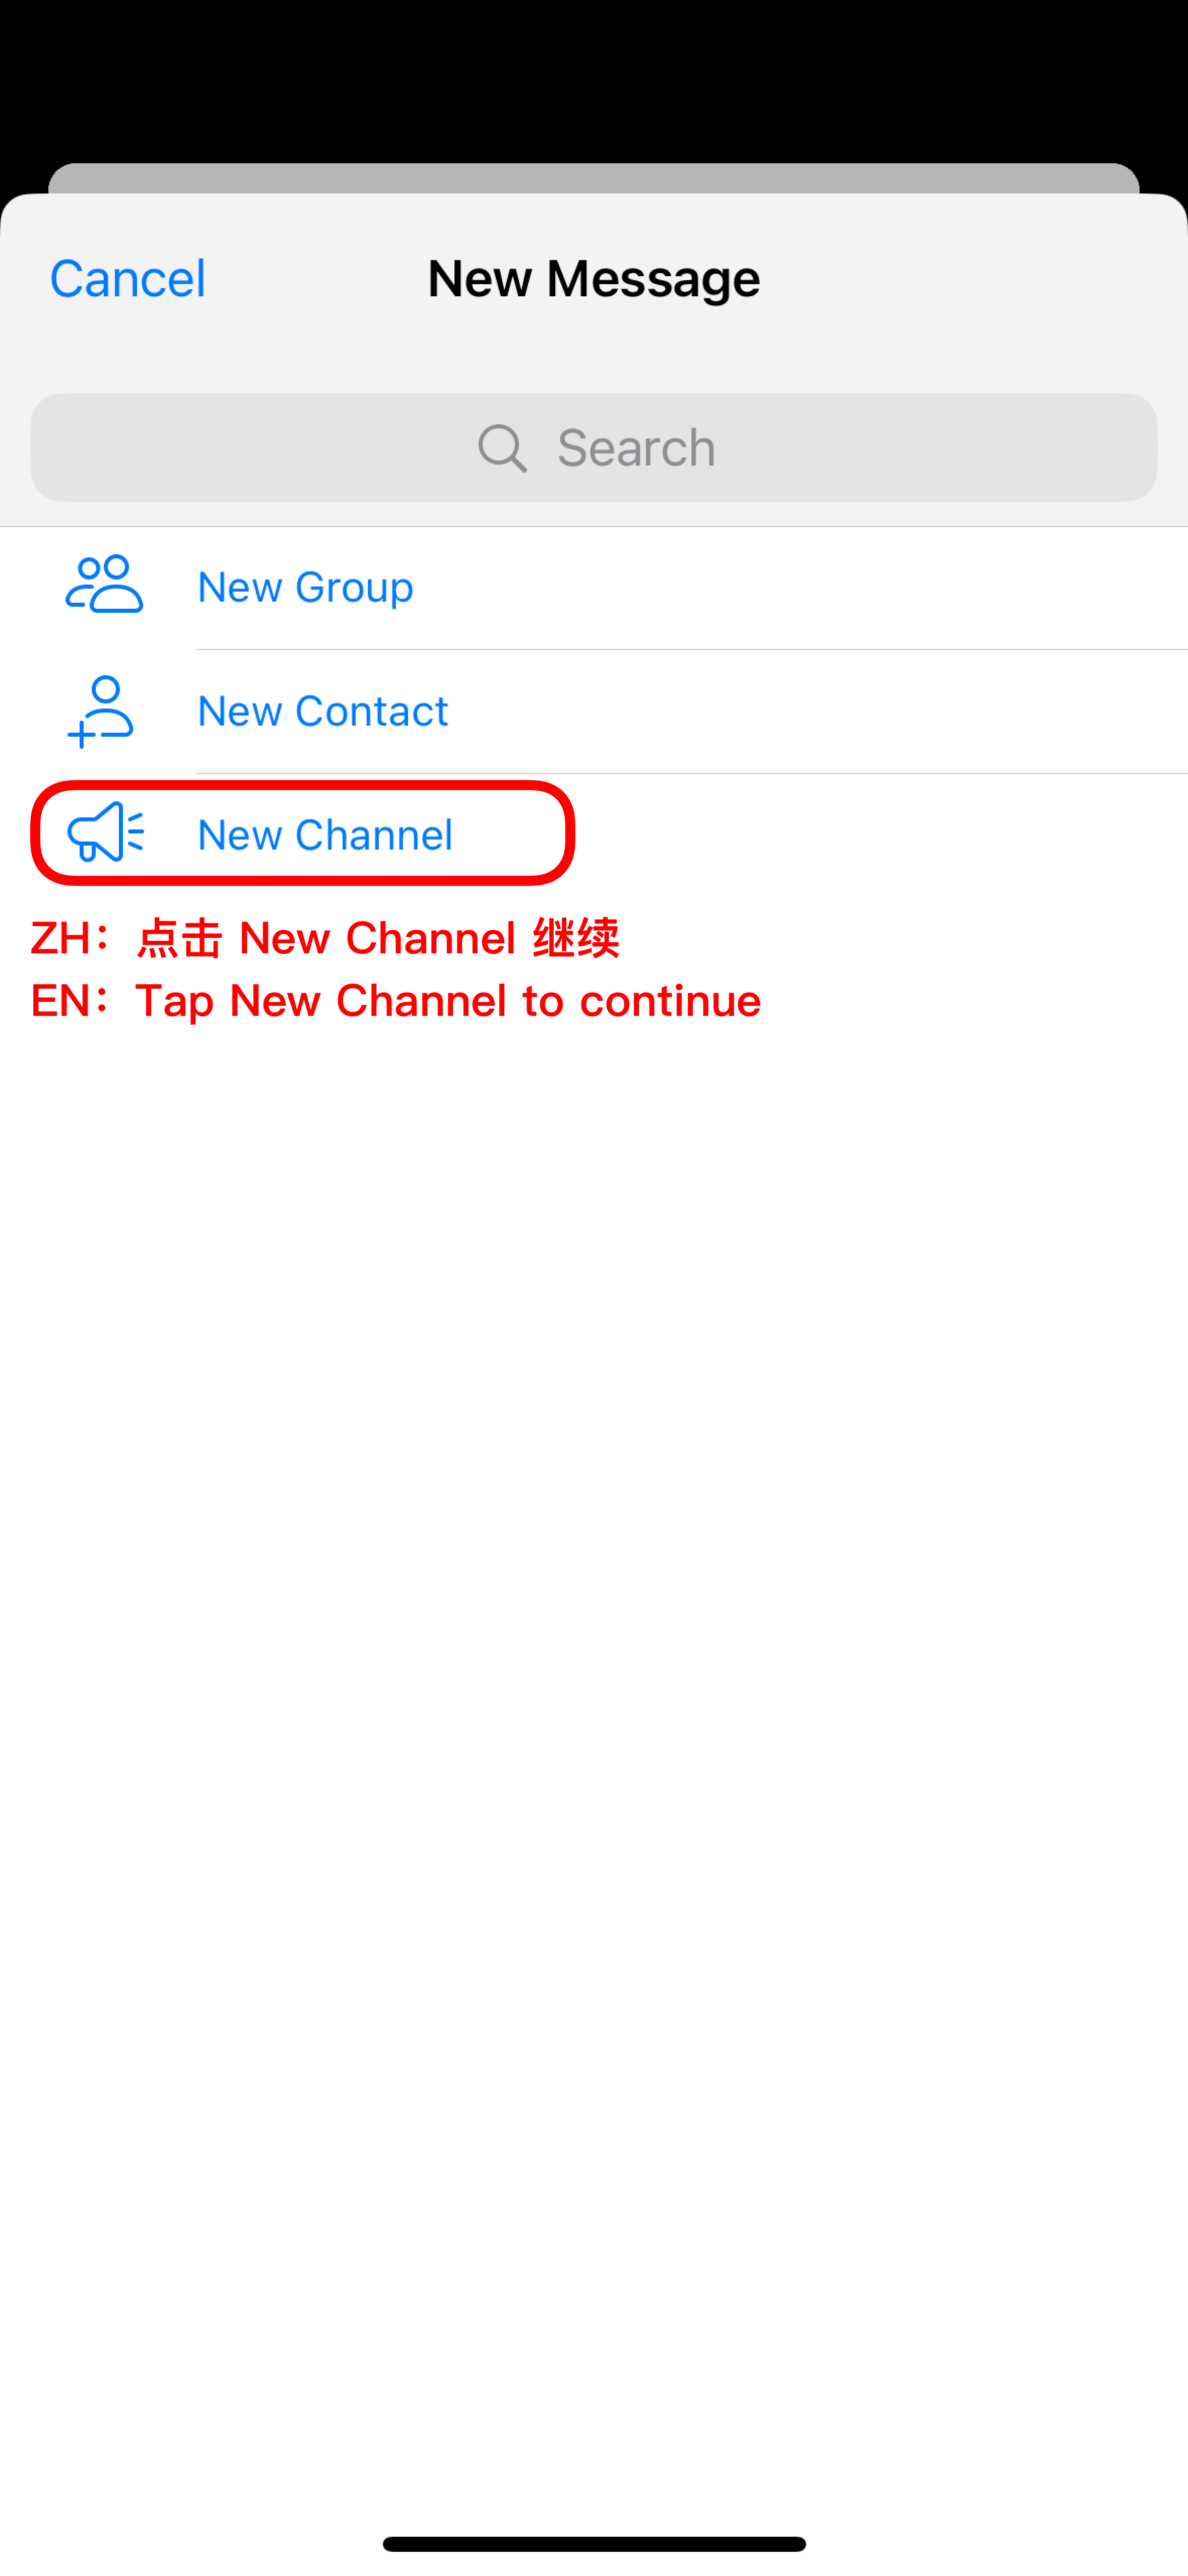 Cancel
New Message
Search
New Group
New Contact
New Channel
ZH：点击 New Channel 继续
EN：Tap New Channel to continue